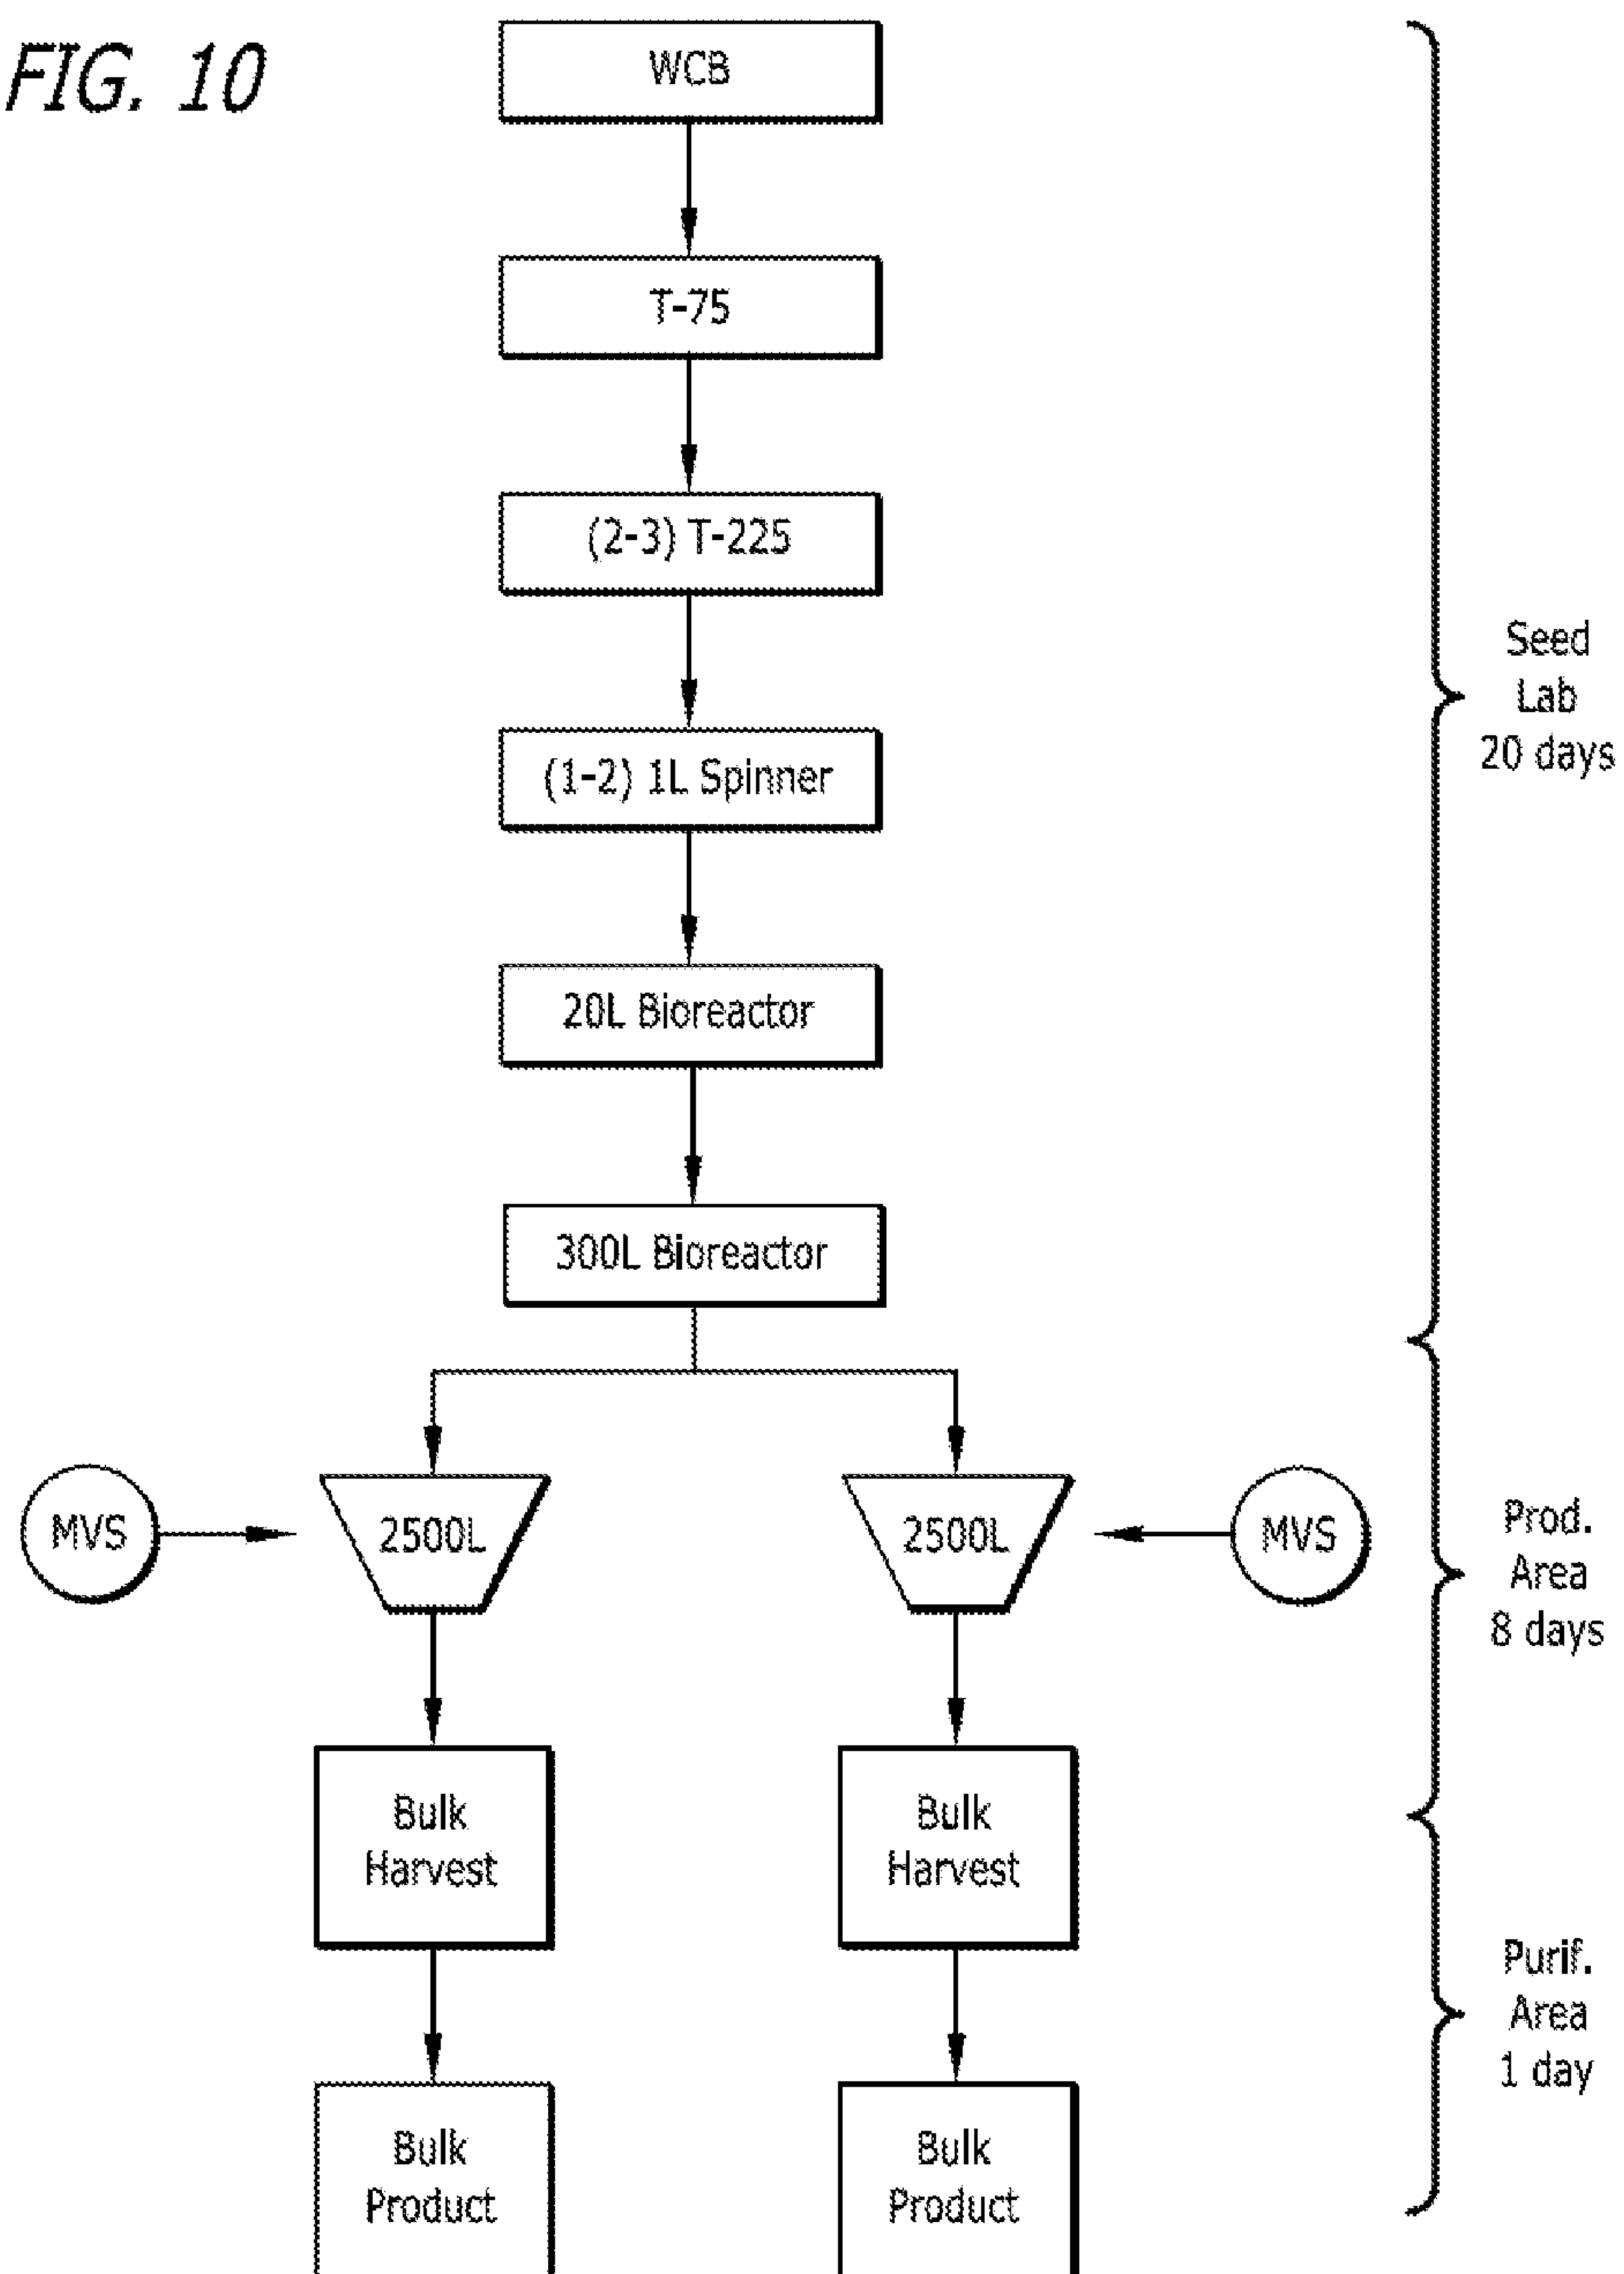 FIG. 10
WCB
T-75
(2-3) T-225
(1-2) 1L Spinner
20L Bioreactor
300L Bioreactor
Seed
Lab
20 days
MVS
2500L
2500L
MVS
Prod.
Area
8 days
Bulk
Harvest
Bulk
Harvest
Purif.
Area
1 day
Bulk
Product
Bulk
Product